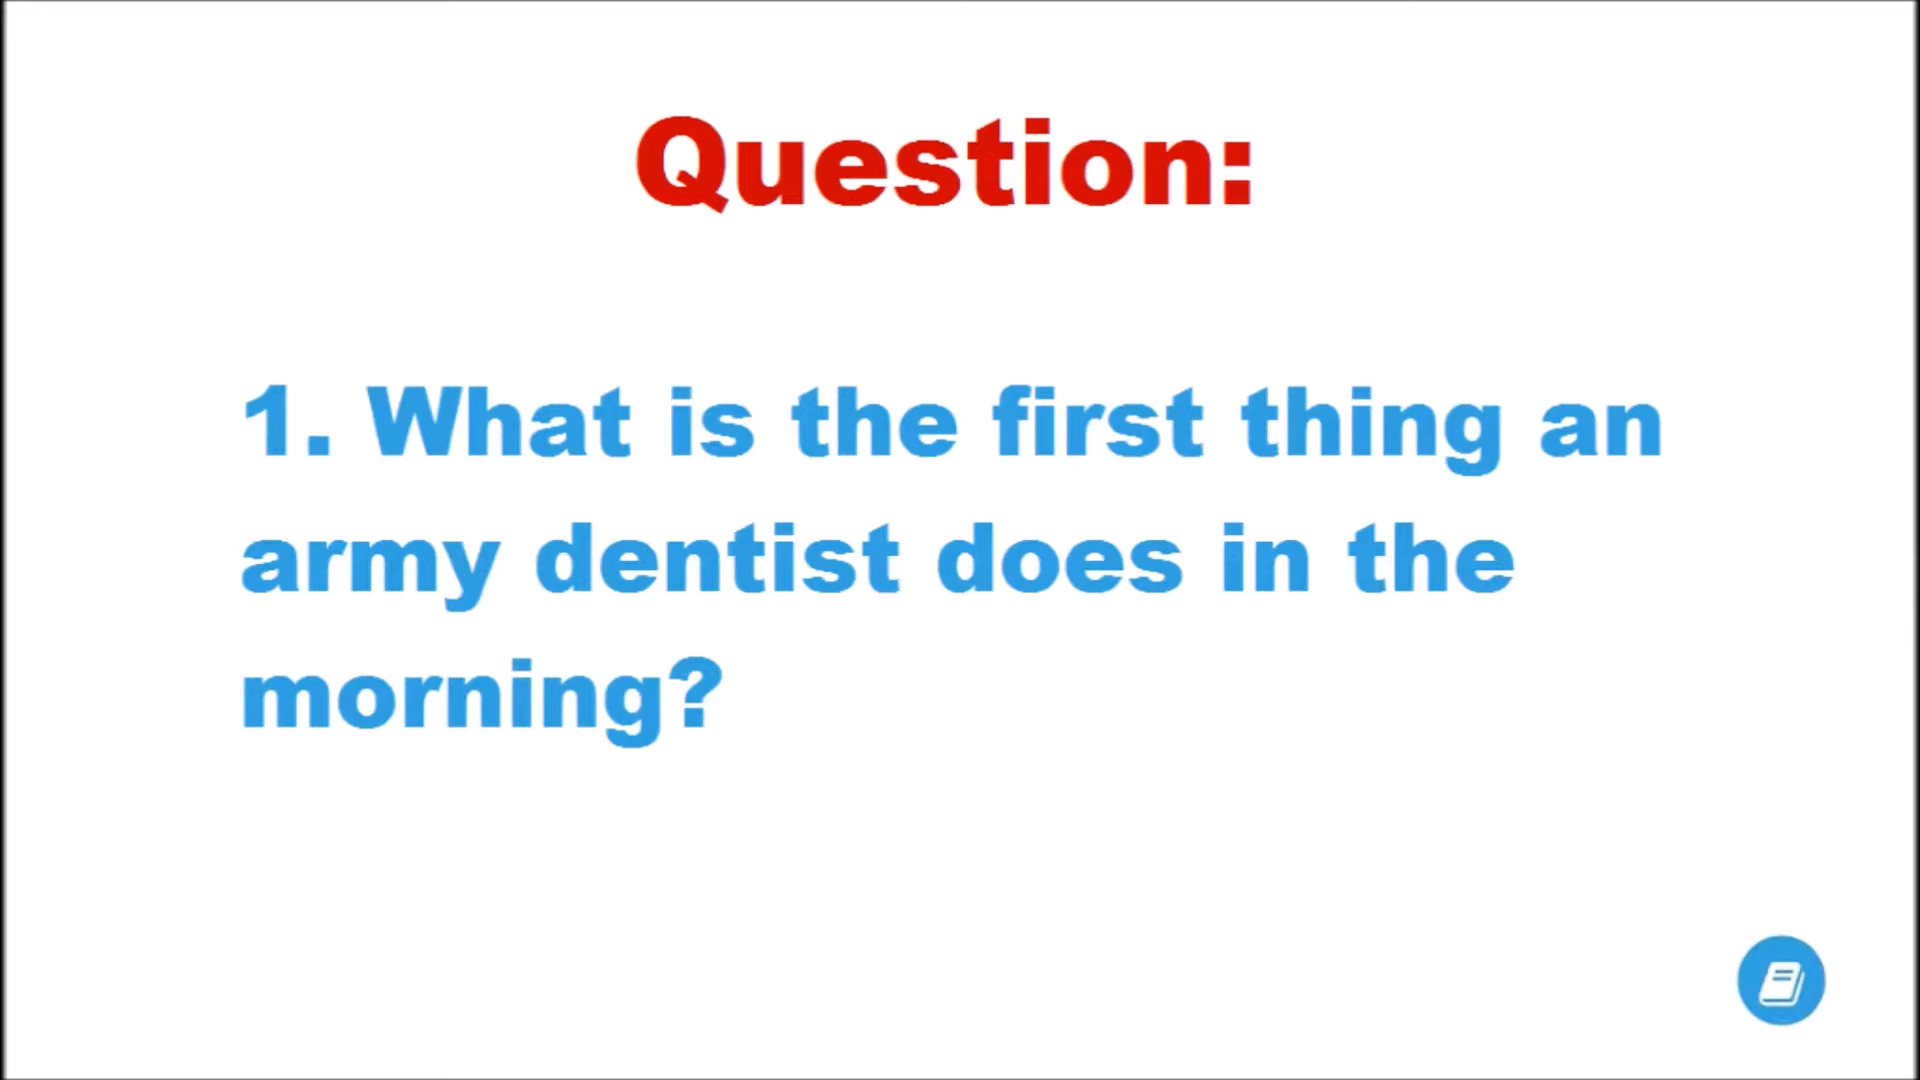 Question:
1. What is the first thing an
army dentist does in the
morning?